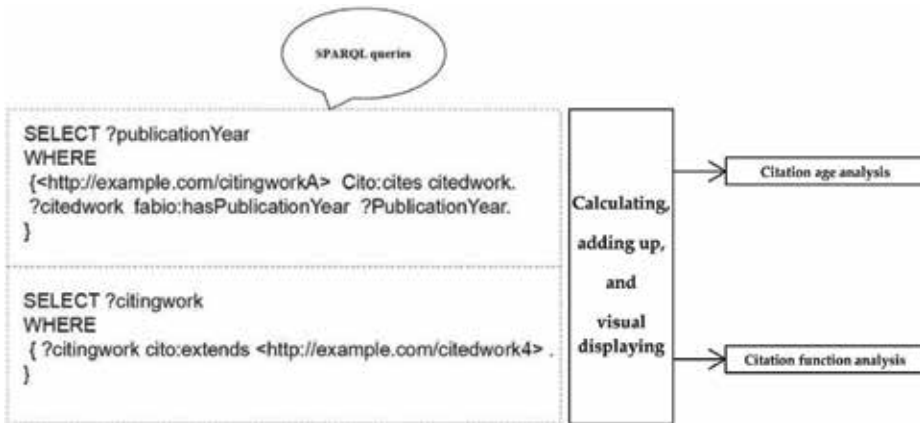 SPARQL queries
SELECT ?publicationYear
WHERE
{<http://example.com/citingworkA> Cito:cites citedwork.
?citedwork fabio:hasPublicationYear ?PublicationYear.
}
SELECT ?citingwork
WHERE
{ ?citingwork cito:extends <http://example.com/citedwork4> .
}
Calculating,
adding up,
and
visual
displaying
Citation age analysis
Citation function analysis